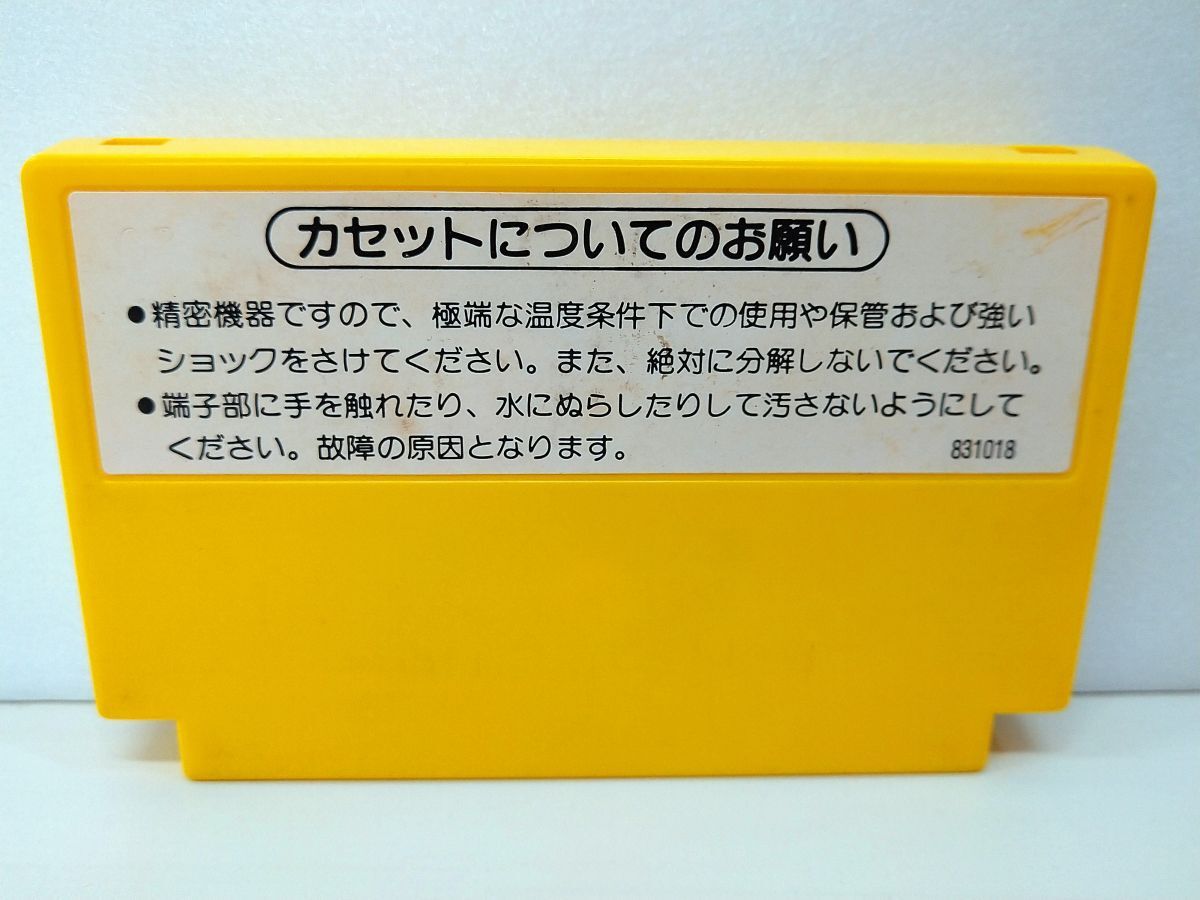 カセットについてのお願い
●精密機器ですので、極端な温度条件下での使用や保管および強い
ショックをさけてください。また、絶対に分解しないでください。
●端子部に手を触れたり、水にぬらしたりして汚さないようにして
ください。故障の原因となります。 831018